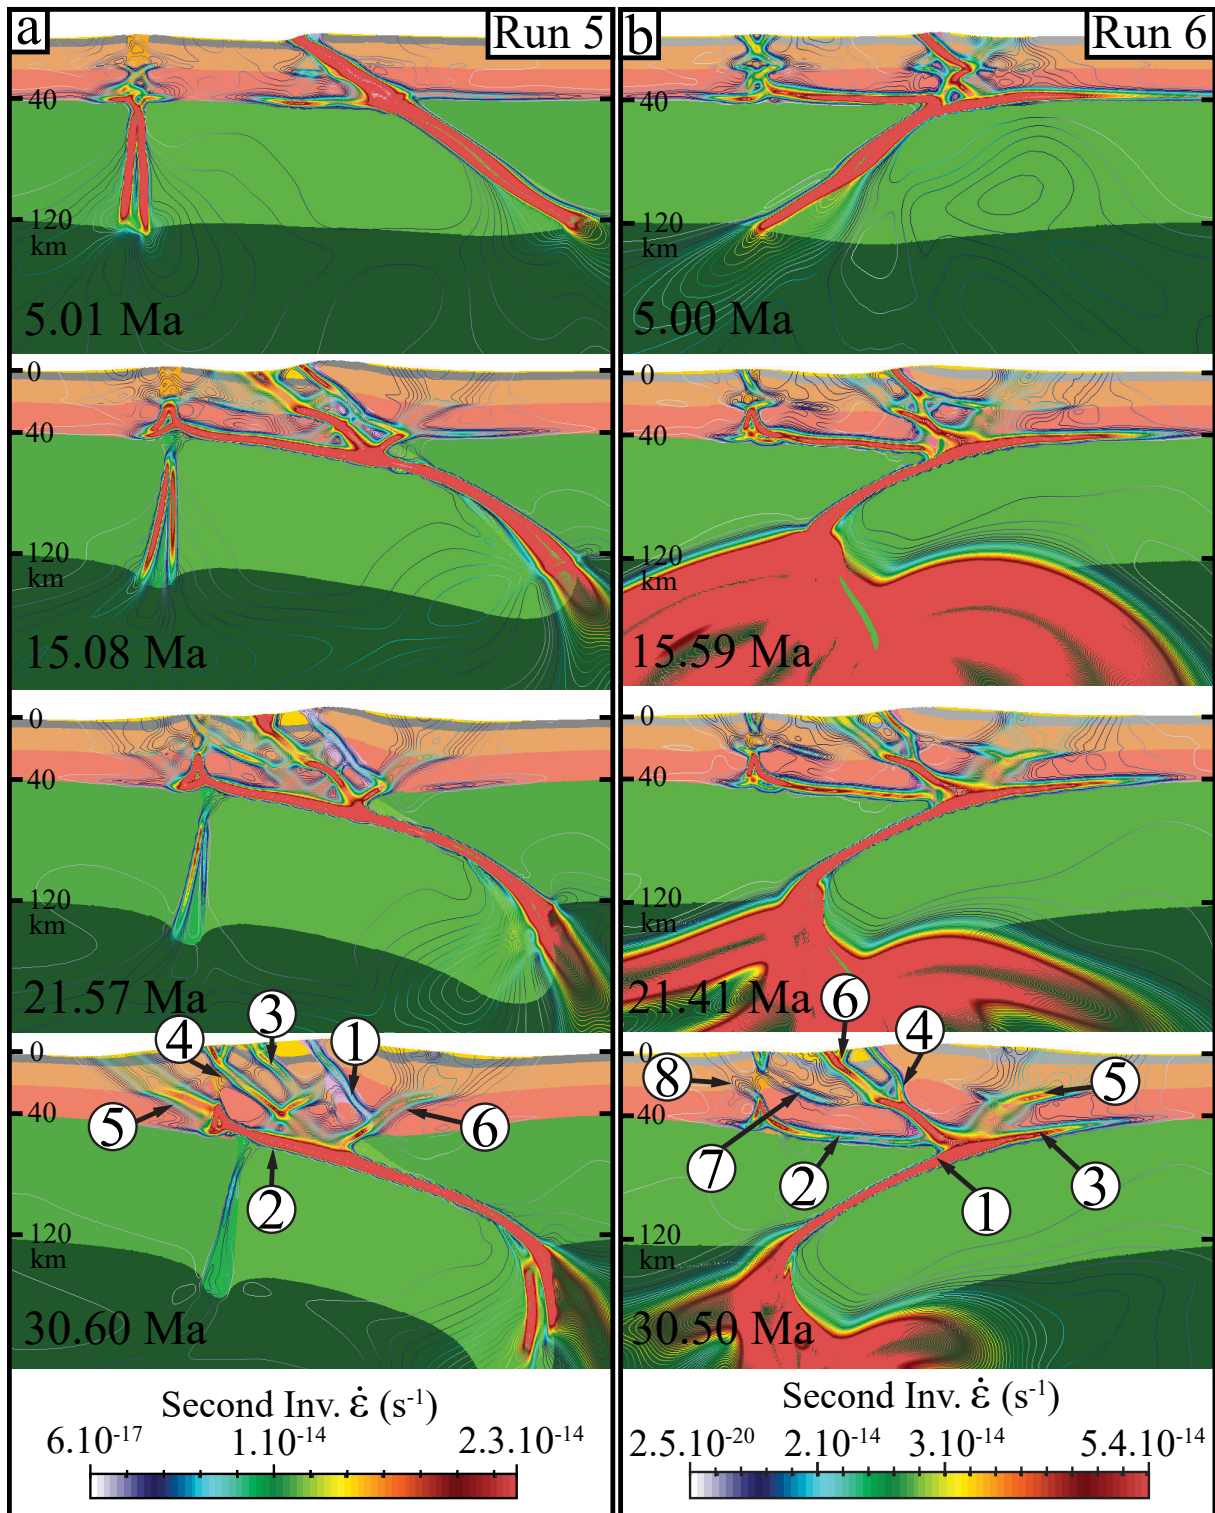 a
Run 5
40
120
km
5.01 Ma
0
40
120
km
15.08 Ma
0
40
120
km
21.57 Ma
4
3
1
0
40
5
6
2
120
km
30.60 Ma
Second Inv. ε̇ (s⁻¹)
6.10⁻¹⁷ 1.10⁻¹⁴ 2.3.10⁻¹⁴
b
Run 6
40
120
km
5.00 Ma
0
40
120
km
15.59 Ma
0
40
120
km
21.41 Ma
6
4
0
8
5
40
7
2
1
3
120
km
30.50 Ma
Second Inv. ε̇ (s⁻¹)
2.5.10⁻²⁰ 2.10⁻¹⁴ 3.10⁻¹⁴ 5.4.10⁻¹⁴